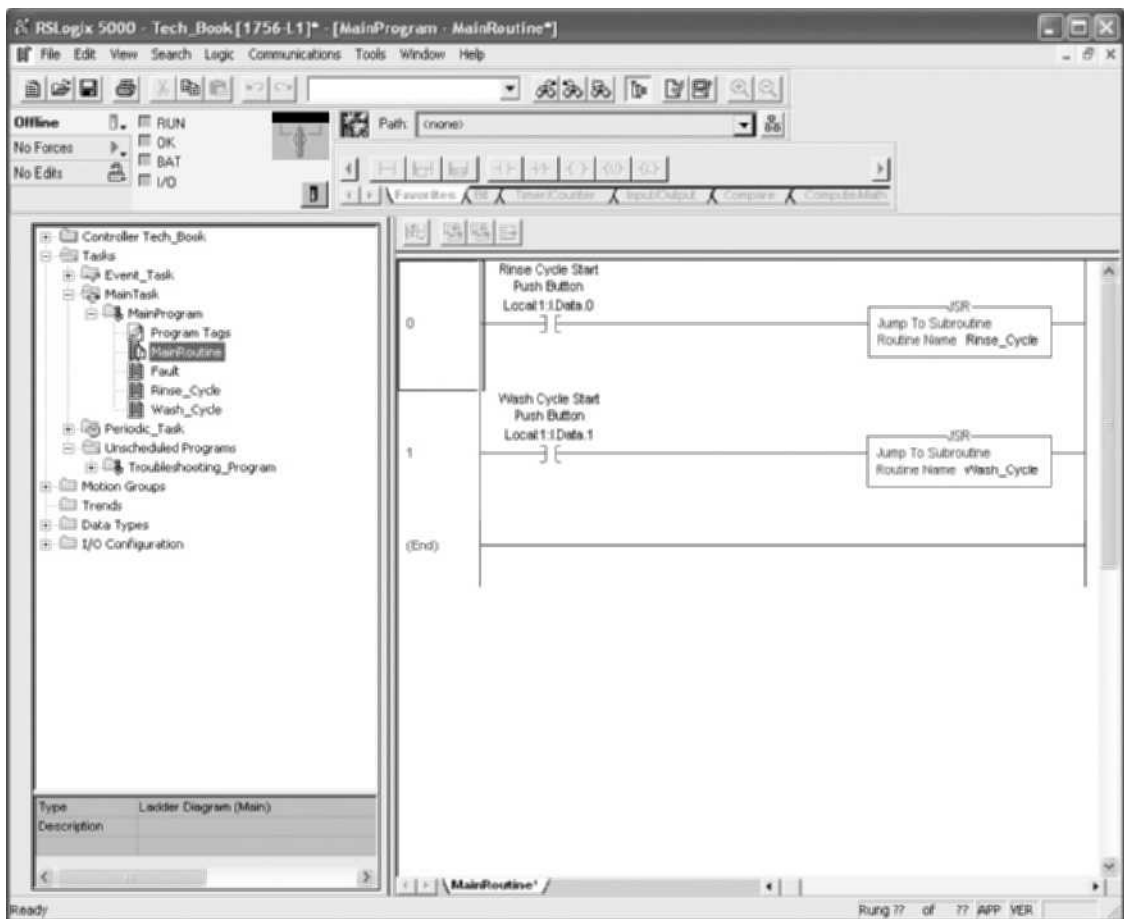 RSLogix 5000 - Tech_Book [1756-L1]* - [MainProgram - MainRoutine*]
File Edit View Search Logic Communications Tools Window Help
Offline
RUN
Path: <none>
No Forces
OK
BAT
No Edits
I/O
Favorites Bit Timer/Counter Input/Output Compare Compute/Math
Controller Tech_Book
Tasks
Event_Task
MainTask
MainProgram
Program Tags
MainRoutine
Fault
Rinse_Cycle
Wash_Cycle
Periodic_Task
Unscheduled Programs
Troubleshooting_Program
Motion Groups
Trends
Data Types
I/O Configuration
Type Ladder Diagram (Main)
Description
Rinse Cycle Start
Push Button
Local:1:I.Data.0
0
JSR
Jump To Subroutine
Routine Name Rinse_Cycle
Wash Cycle Start
Push Button
Local:1:I.Data.1
1
JSR
Jump To Subroutine
Routine Name Wash_Cycle
(End)
MainRoutine*
Ready
Rung ?? of ?? APP VER